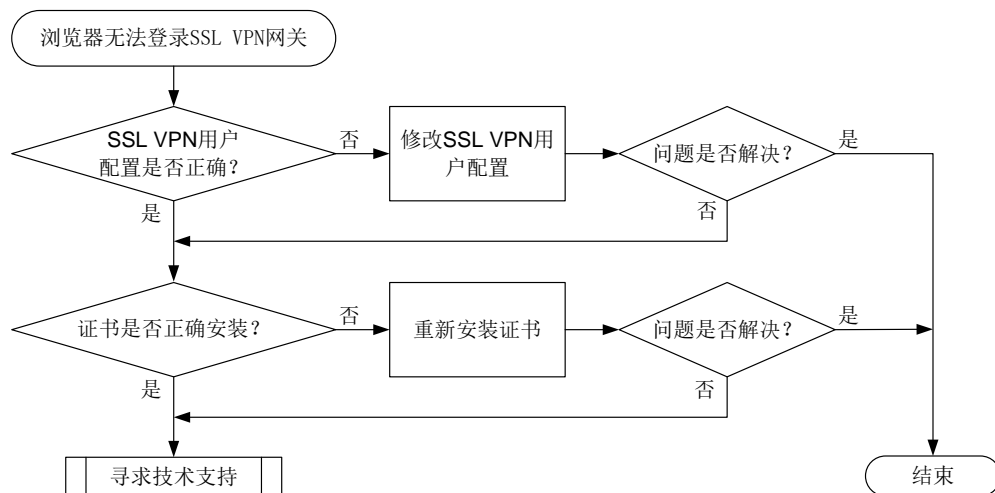 浏览器无法登录SSL VPN网关
SSL VPN用户
配置是否正确？
否
修改SSL VPN用
户配置
问题是否解决？
是
是
否
证书是否正确安装？
否
重新安装证书
问题是否解决？
是
是
否
寻求技术支持
结束